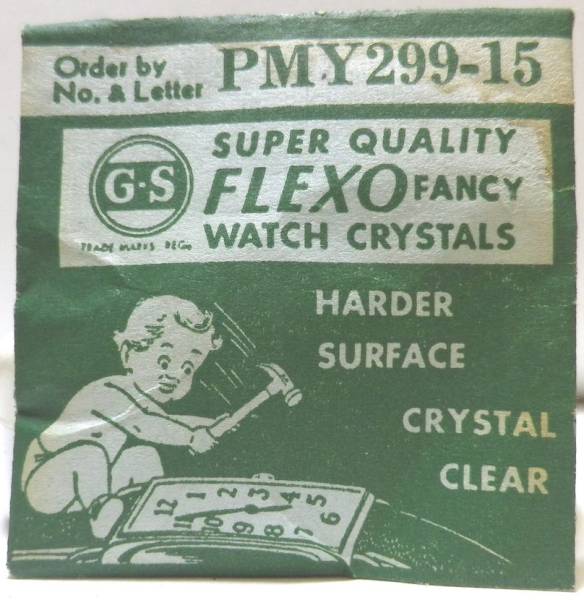 Order by
No. & Letter
PMY299-15
G-S
TRADE MARKS REG.
SUPER QUALITY
FLEXO FANCY
WATCH CRYSTALS
HARDER
SURFACE
CRYSTAL
CLEAR
12 1 2 3 4 5
11 10 9 8 7 6